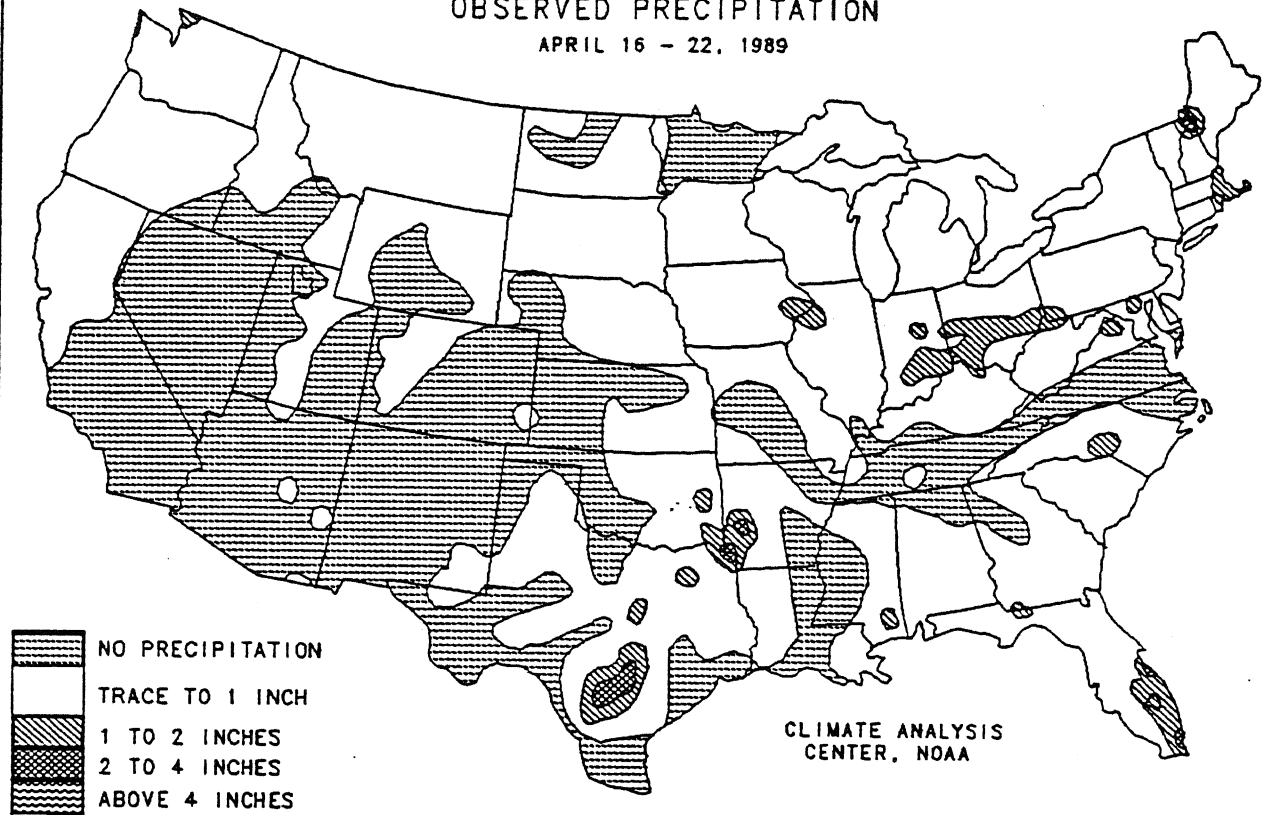 OBSERVED PRECIPITATION
APRIL 16 - 22, 1989
NO PRECIPITATION
TRACE TO 1 INCH
1 TO 2 INCHES
2 TO 4 INCHES
ABOVE 4 INCHES
CLIMATE ANALYSIS
CENTER, NOAA